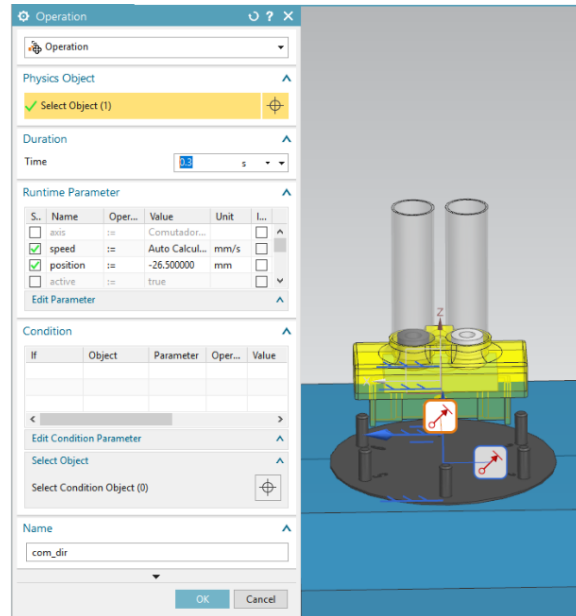 Operation
Operation
Physics Object
Select Object (1)
Duration
Time 0.3 s
Runtime Parameter
S.. Name Oper... Value Unit I...
axis := Comutador...
speed := Auto Calcul... mm/s
position := -26.500000 mm
active := true
Edit Parameter
Condition
If Object Parameter Oper... Value
Edit Condition Parameter
Select Object
Select Condition Object (0)
Name
com_dir
OK Cancel
Z